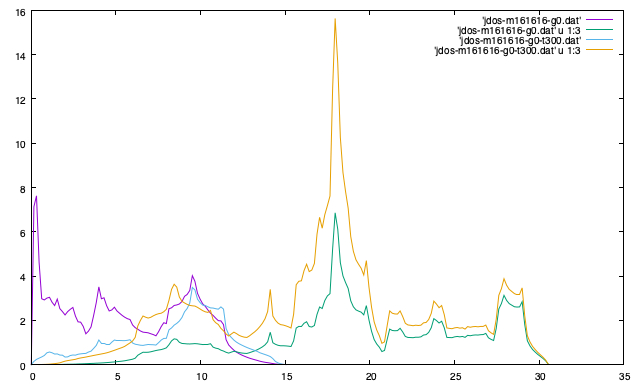 16
14
12
10
8
6
4
2
0
0 5 10 15 20 25 30 35
'jdos-m161616-g0.dat'
'jdos-m161616-g0.dat' u 1:3
'jdos-m161616-g0-t300.dat'
'jdos-m161616-g0-t300.dat' u 1:3